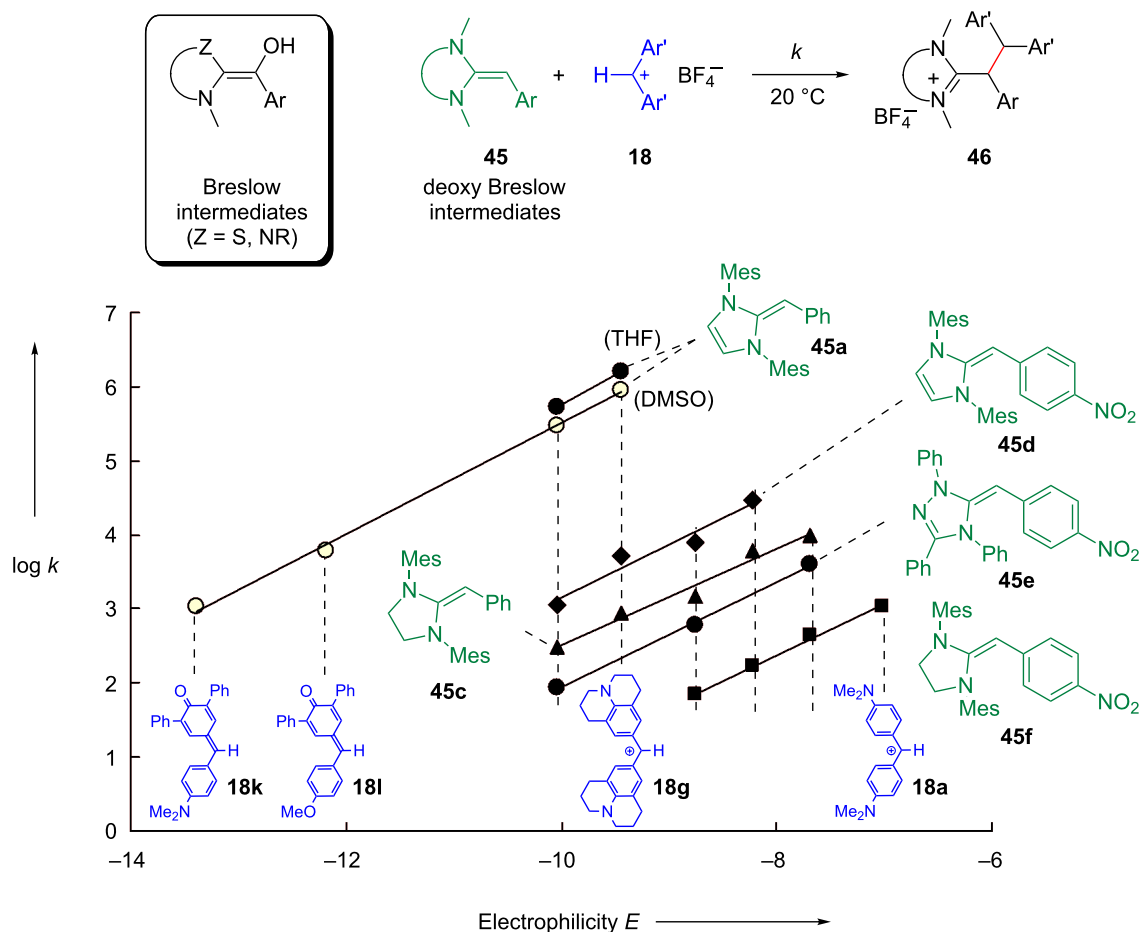 Z
OH
N
Ar
Breslow
intermediates
(Z = S, NR)
N
N
Ar
45
deoxy Breslow
intermediates
+
H
Ar'
+
Ar'
BF4–
18
k
20 °C
N
Ar'
Ar'
+
N
Ar
BF4–
46
log k
7
6
5
4
3
2
1
0
–14
–12
–10
–8
–6
Electrophilicity E
(THF)
(DMSO)
Mes
N
Ph
N
45a
Mes
Mes
N
N
Mes
NO2
45d
Ph
N
N
N
Ph
Ph
NO2
45e
Mes
N
N
Mes
NO2
45f
Mes
N
Ph
N
Mes
45c
O
Ph
Ph
H
Me2N
18k
O
Ph
Ph
H
MeO
18l
N
H
⊕
N
18g
Me2N
H
⊕
Me2N
18a